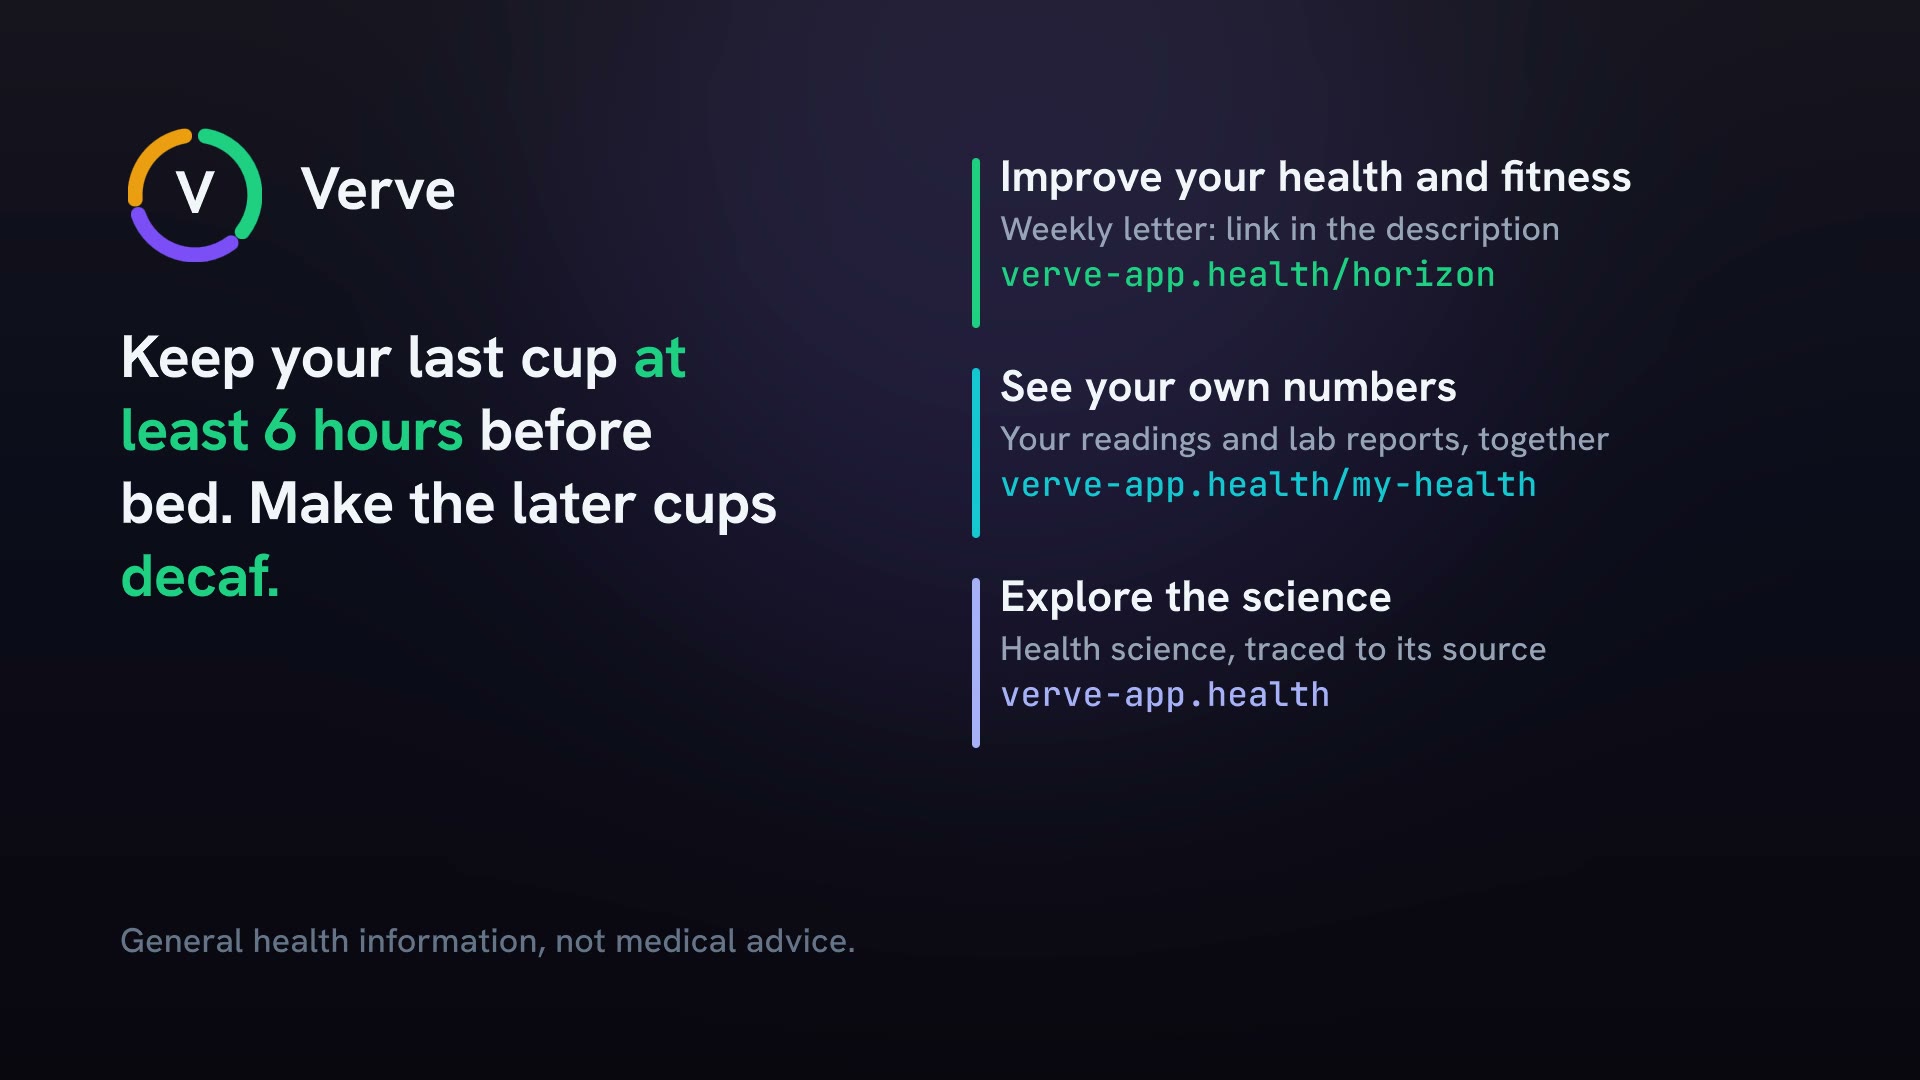 V
Verve
Keep your last cup at
least 6 hours before
bed. Make the later cups
decaf.
Improve your health and fitness
Weekly letter: link in the description
verve-app.health/horizon
See your own numbers
Your readings and lab reports, together
verve-app.health/my-health
Explore the science
Health science, traced to its source
verve-app.health
General health information, not medical advice.